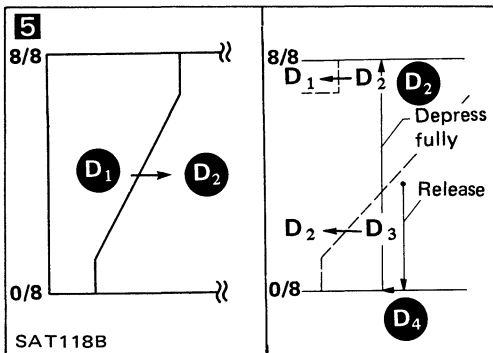 5
8/8
D1 → D2
0/8
SAT118B
8/8
D1 ← D2
D2
Depress
fully
Release
D2 ← D3
0/8
D4